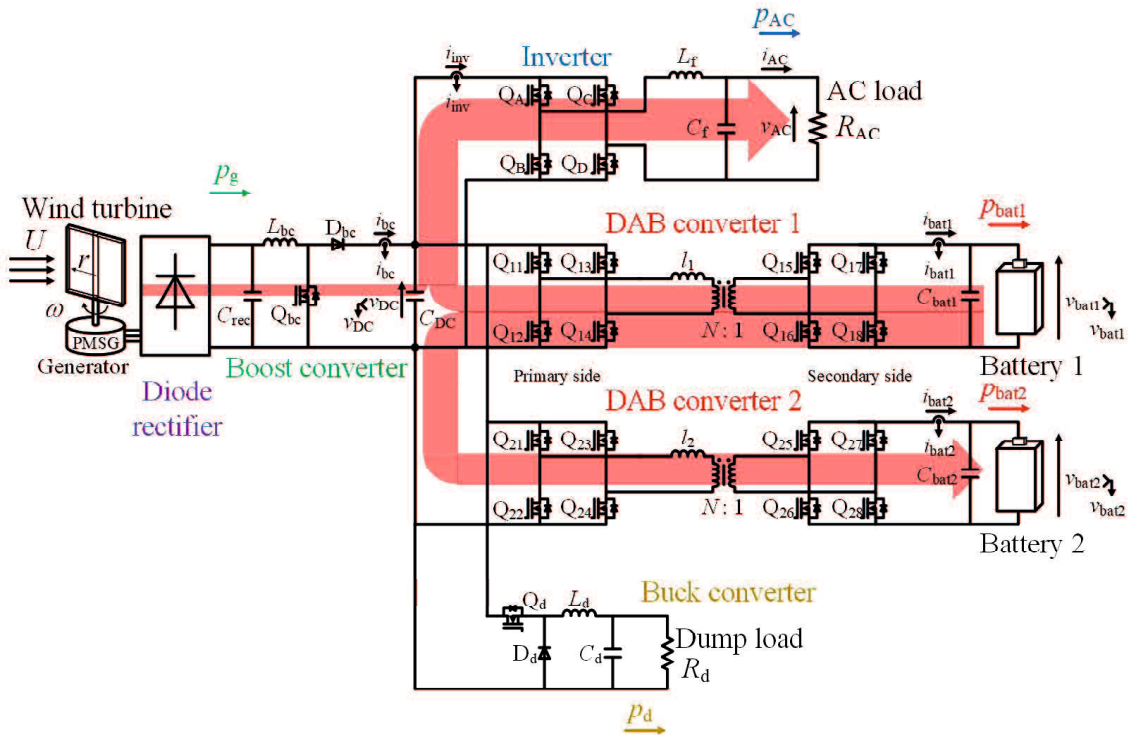 p_AC
i_inv
Inverter
L_f
i_AC
i_inv
Q_A
Q_C
AC load
C_f
v_AC
R_AC
Q_B
Q_D
p_g
Wind turbine
U
r
ω
PMSG
Generator
Diode
rectifier
L_bc
D_bc
i_bc
i_bc
C_rec
Q_bc
v_DC
v_DC
C_DC
Boost converter
DAB converter 1
i_bat1
p_bat1
Q_11
Q_13
l_1
Q_15
Q_17
i_bat1
C_bat1
v_bat1
v_bat1
Q_12
Q_14
N : 1
Q_16
Q_18
Battery 1
Primary side
Secondary side
DAB converter 2
i_bat2
p_bat2
Q_21
Q_23
l_2
Q_25
Q_27
i_bat2
C_bat2
v_bat2
v_bat2
Q_22
Q_24
N : 1
Q_26
Q_28
Battery 2
Buck converter
Q_d
L_d
Dump load
D_d
C_d
R_d
p_d